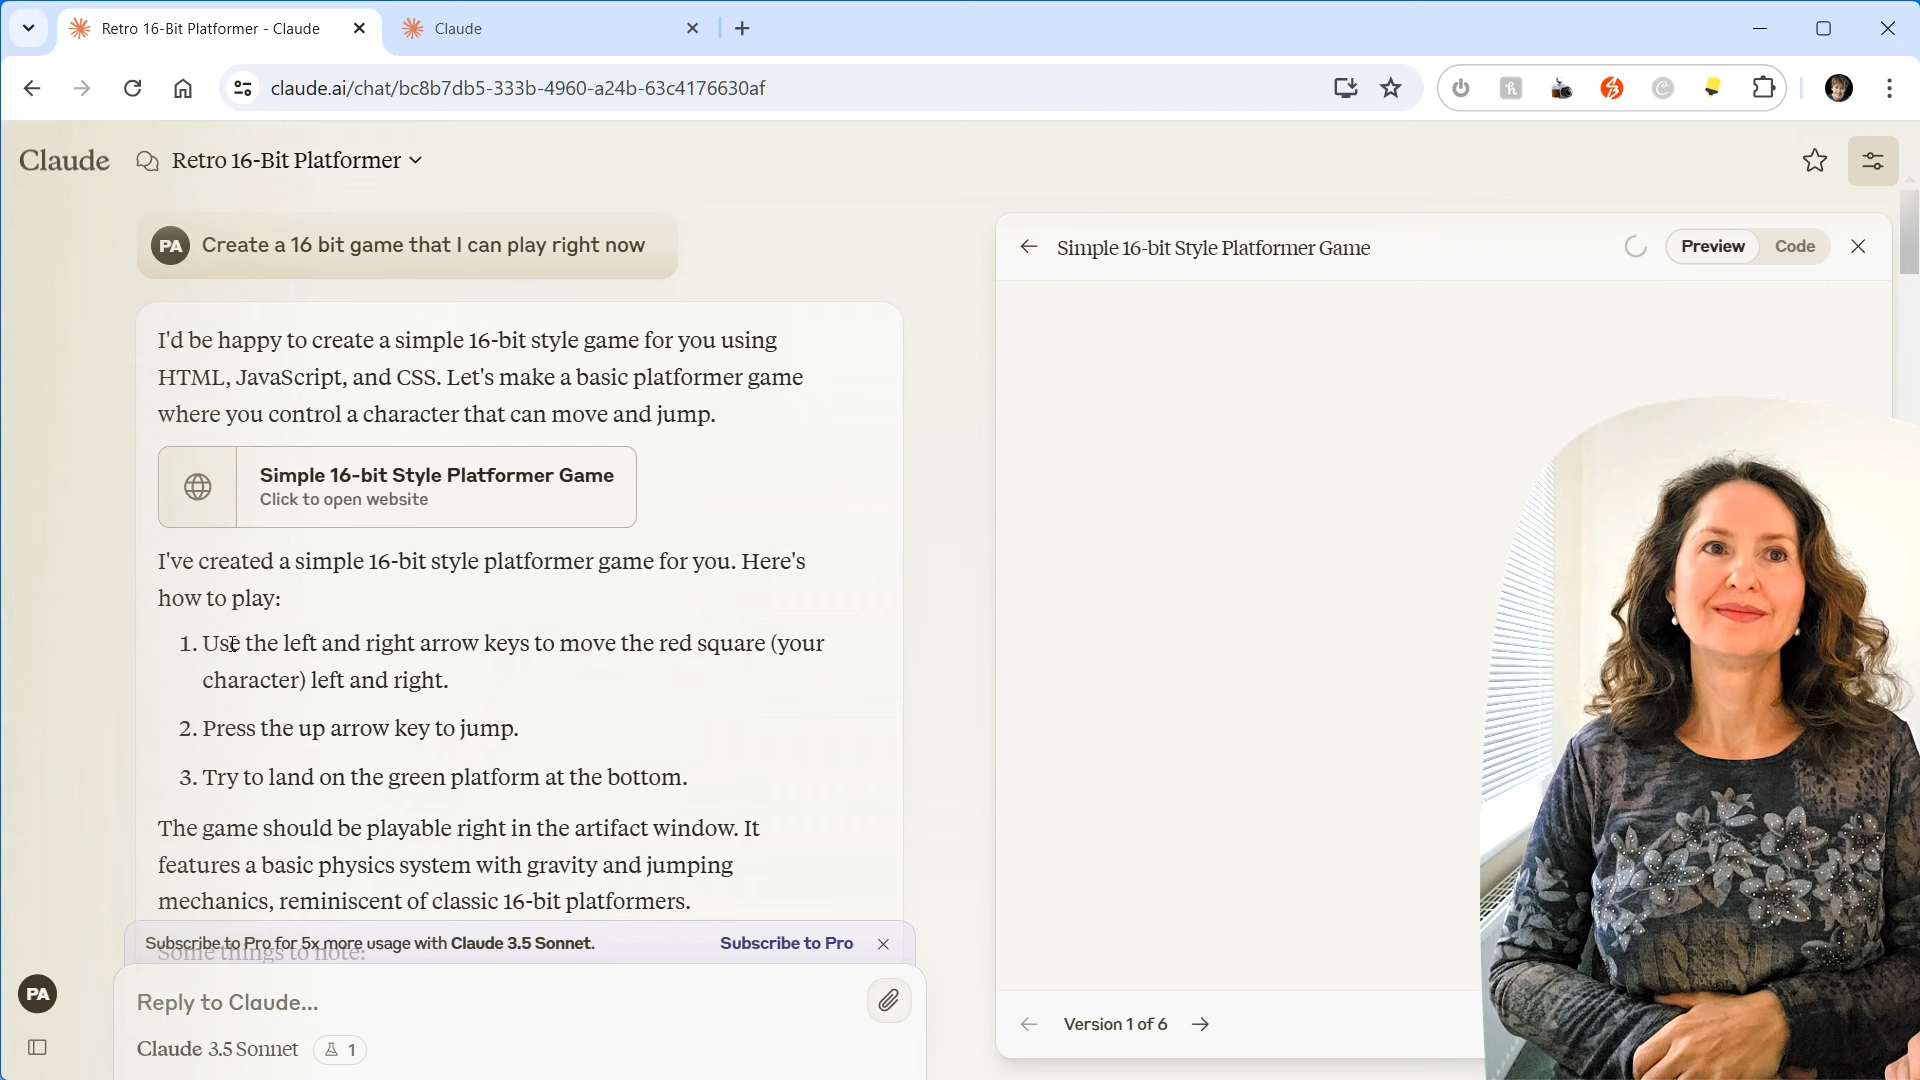 Retro 16-Bit Platformer - Claude
Claude
claude.ai/chat/bc8b7db5-333b-4960-a24b-63c4176630af
Claude
Retro 16-Bit Platformer
PA
Create a 16 bit game that I can play right now
I'd be happy to create a simple 16-bit style game for you using
HTML, JavaScript, and CSS. Let's make a basic platformer game
where you control a character that can move and jump.
Simple 16-bit Style Platformer Game
Click to open website
I've created a simple 16-bit style platformer game for you. Here's
how to play:
1. Use the left and right arrow keys to move the red square (your
character) left and right.
2. Press the up arrow key to jump.
3. Try to land on the green platform at the bottom.
The game should be playable right in the artifact window. It
features a basic physics system with gravity and jumping
mechanics, reminiscent of classic 16-bit platformers.
Subscribe to Pro for 5x more usage with Claude 3.5 Sonnet.
Subscribe to Pro
Some things to note:
PA
Reply to Claude...
Claude 3.5 Sonnet
1
Simple 16-bit Style Platformer Game
Preview
Code
Version 1 of 6